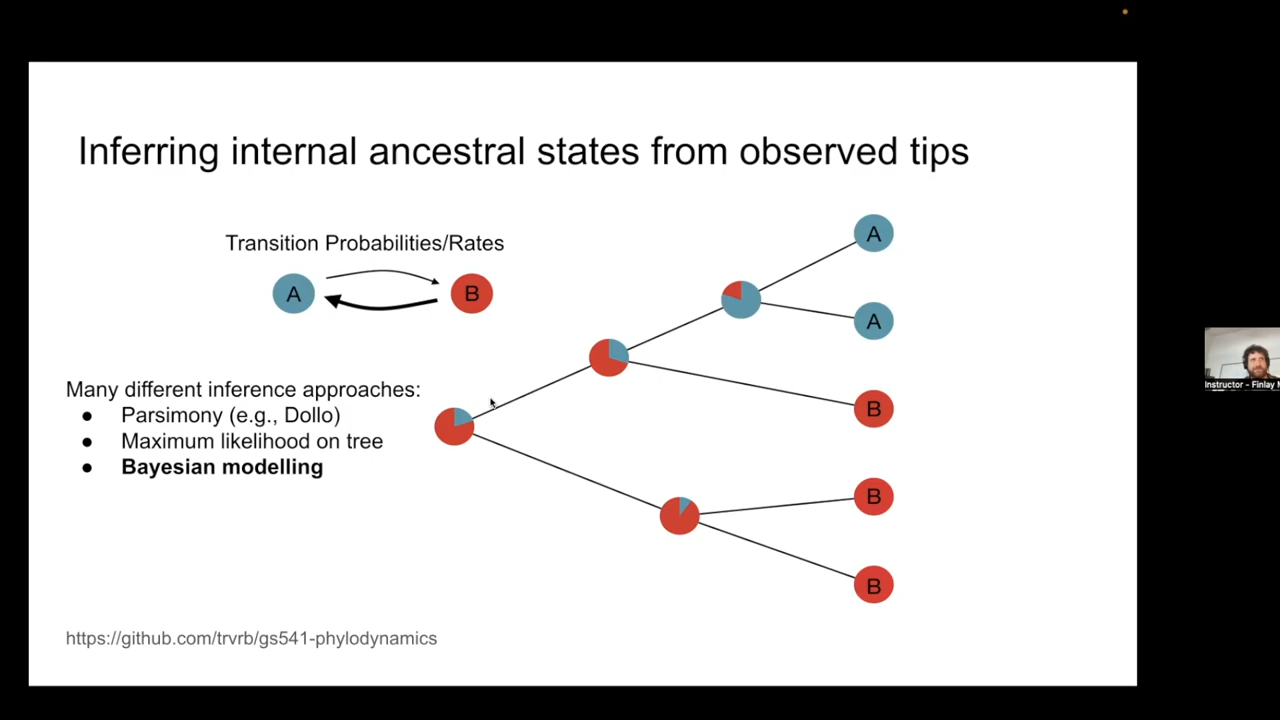 Inferring internal ancestral states from observed tips
Transition Probabilities/Rates
A
B
Many different inference approaches:
● Parsimony (e.g., Dollo)
● Maximum likelihood on tree
● Bayesian modelling
A
A
B
B
B
https://github.com/trvrb/gs541-phylodynamics
Instructor - Finlay M